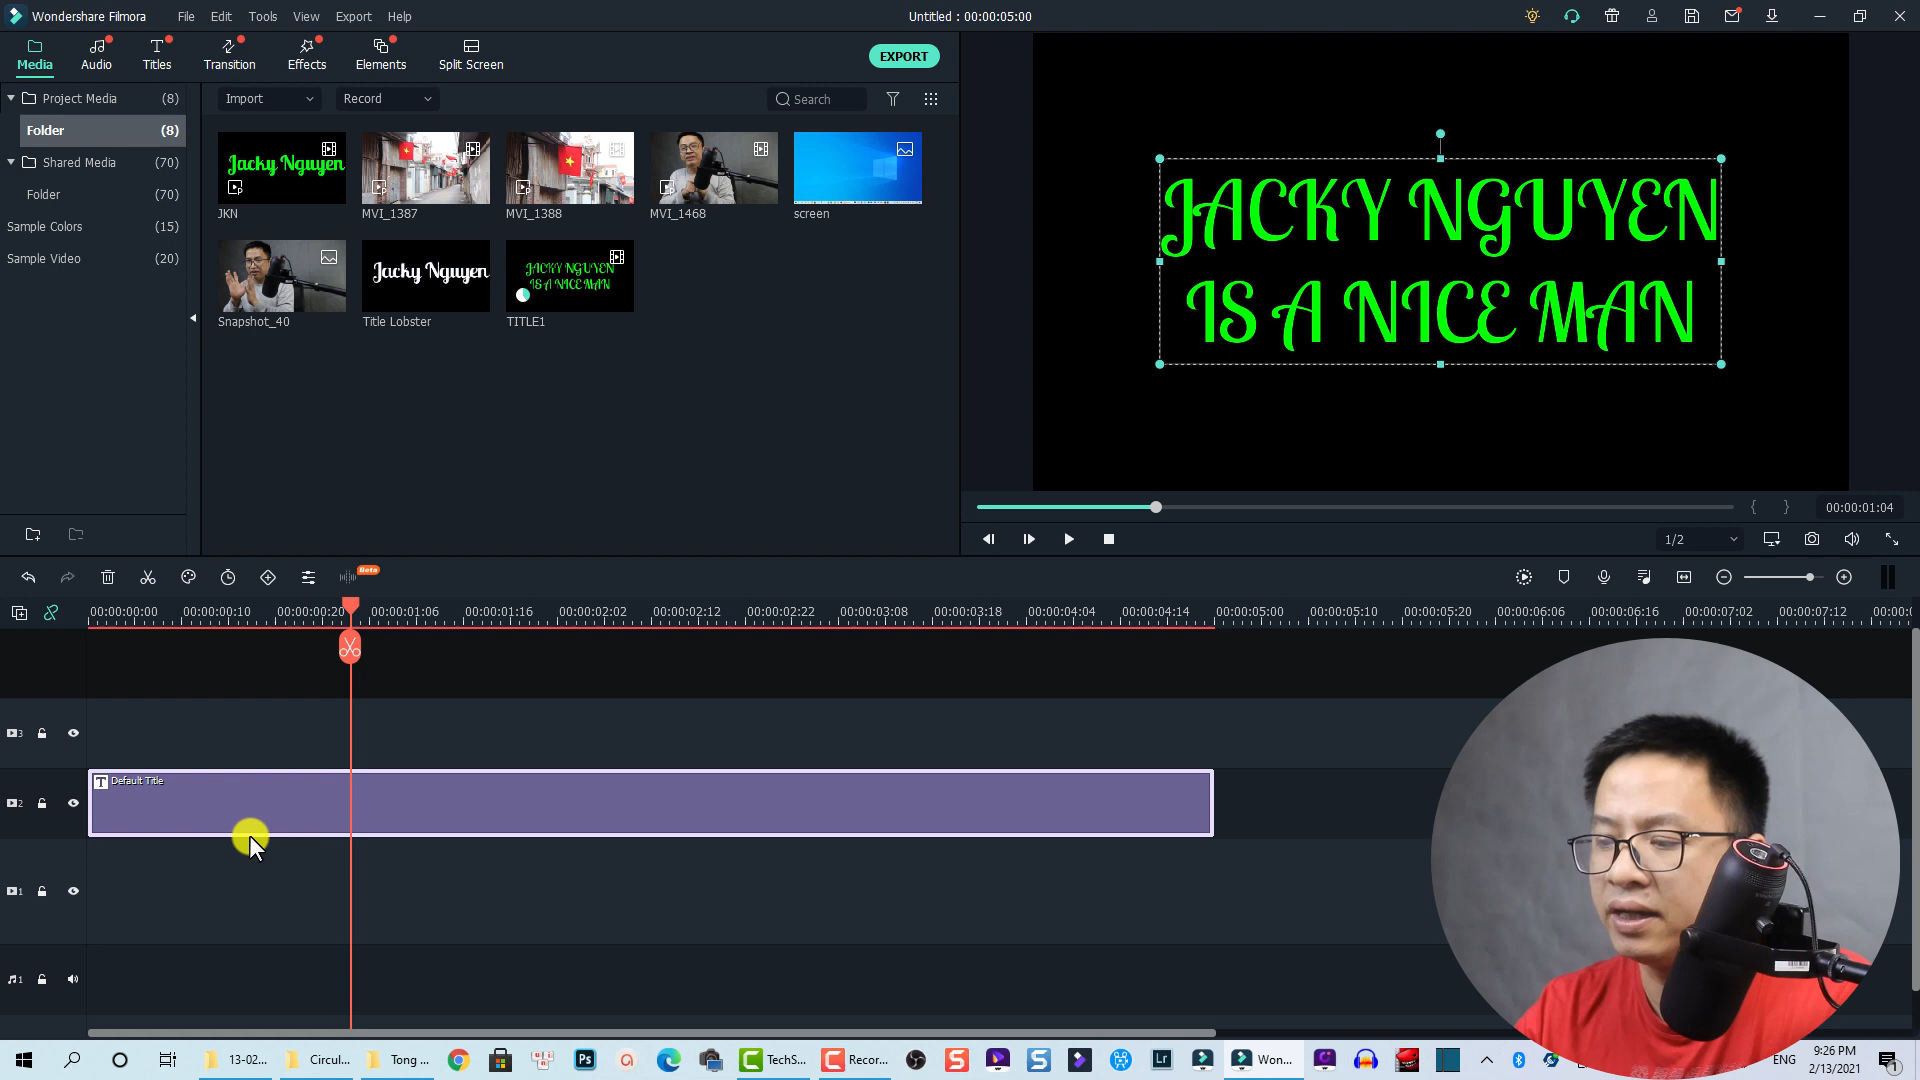 Wondershare Filmora File Edit Tools View Export Help Untitled : 00:00:05:00
Media Audio Titles Transition Effects Elements Split Screen EXPORT
Project Media (8) Import Record Search
Folder (8)
Shared Media (70)
Folder (70)
Sample Colors (15)
Sample Video (20)
Jacky Nguyen
JKN MVI_1387 MVI_1388 MVI_1468 screen
Jacky Nguyen JACKY NGUYEN
IS A NICE MAN
Snapshot_40 Title Lobster TITLE1
JACKY NGUYEN
IS A NICE MAN
{ } 00:00:01:04
1/2
Beta
00:00:00:00 00:00:00:10 00:00:00:20 00:00:01:06 00:00:01:16 00:00:02:02 00:00:02:12 00:00:02:22 00:00:03:08 00:00:03:18 00:00:04:04 00:00:04:14 00:00:05:00 00:00:05:10 00:00:05:20 00:00:06:06 00:00:06:16 00:00:07:02 00:00:07:12
3
T Default Title
2
1
1
13-02... Circul... Tong ... Ps TechS... Recor... Lr Won... ENG 9:26 PM
2/13/2021
1